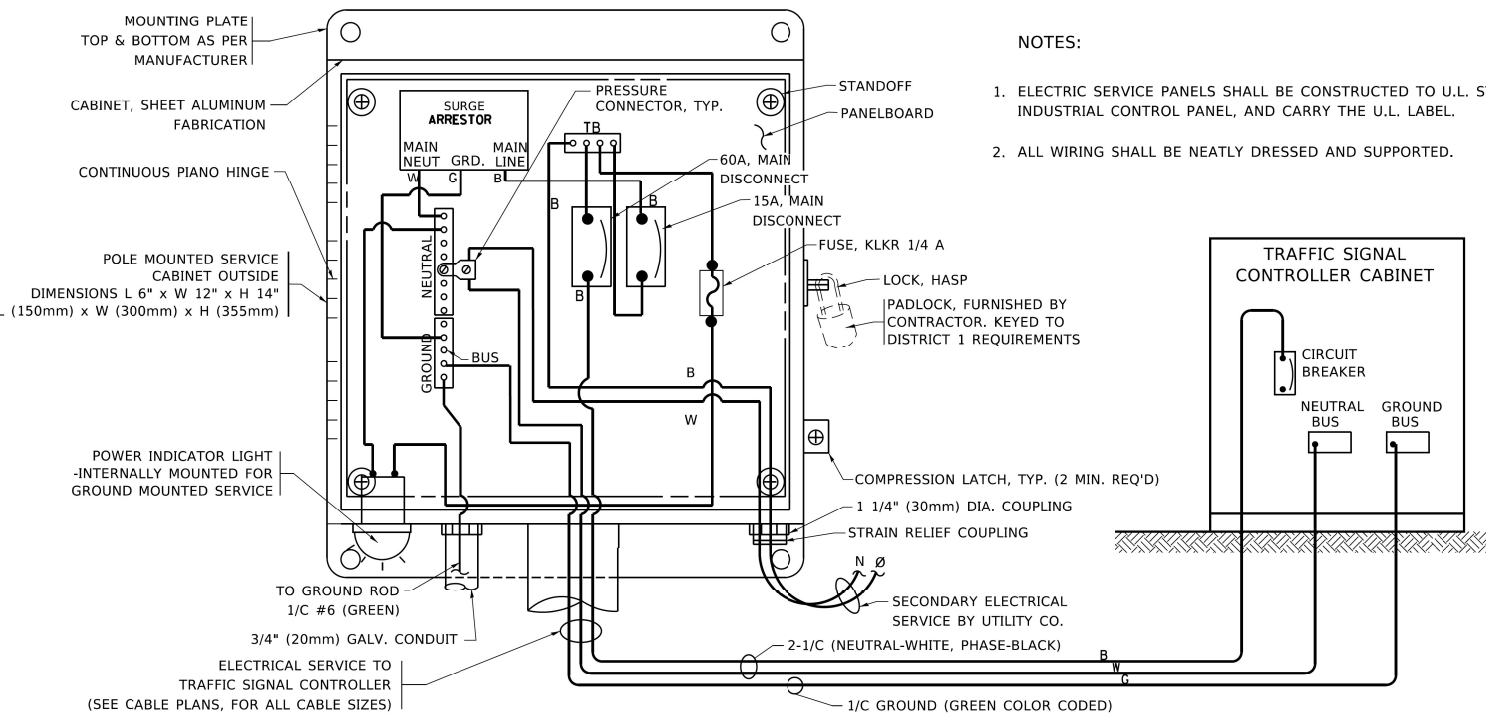 MOUNTING PLATE
TOP & BOTTOM AS PER
MANUFACTURER
CABINET, SHEET ALUMINUM
FABRICATION
CONTINUOUS PIANO HINGE
POLE MOUNTED SERVICE
CABINET OUTSIDE
DIMENSIONS L 6" x W 12" x H 14"
L (150mm) x W (300mm) x H (355mm)
POWER INDICATOR LIGHT
-INTERNALLY MOUNTED FOR
GROUND MOUNTED SERVICE
TO GROUND ROD
1/C #6 (GREEN)
3/4" (20mm) GALV. CONDUIT
ELECTRICAL SERVICE TO
TRAFFIC SIGNAL CONTROLLER
(SEE CABLE PLANS, FOR ALL CABLE SIZES)
SURGE
ARRESTOR
MAIN
NEUT
GRD.
MAIN
LINE
W
G
B
PRESSURE
CONNECTOR, TYP.
TB
B
B
B
NEUTRAL
GROUND
BUS
B
W
STANDOFF
PANELBOARD
60A, MAIN
DISCONNECT
15A, MAIN
DISCONNECT
FUSE, KLKR 1/4 A
LOCK, HASP
PADLOCK, FURNISHED BY
CONTRACTOR. KEYED TO
DISTRICT 1 REQUIREMENTS
COMPRESSION LATCH, TYP. (2 MIN. REQ'D)
1 1/4" (30mm) DIA. COUPLING
STRAIN RELIEF COUPLING
N Ø
SECONDARY ELECTRICAL
SERVICE BY UTILITY CO.
2-1/C (NEUTRAL-WHITE, PHASE-BLACK)
B
W
G
1/C GROUND (GREEN COLOR CODED)
NOTES:
1. ELECTRIC SERVICE PANELS SHALL BE CONSTRUCTED TO U.L.
INDUSTRIAL CONTROL PANEL, AND CARRY THE U.L. LABEL.
2. ALL WIRING SHALL BE NEATLY DRESSED AND SUPPORTED.
TRAFFIC SIGNAL
CONTROLLER CABINET
CIRCUIT
BREAKER
NEUTRAL
BUS
GROUND
BUS